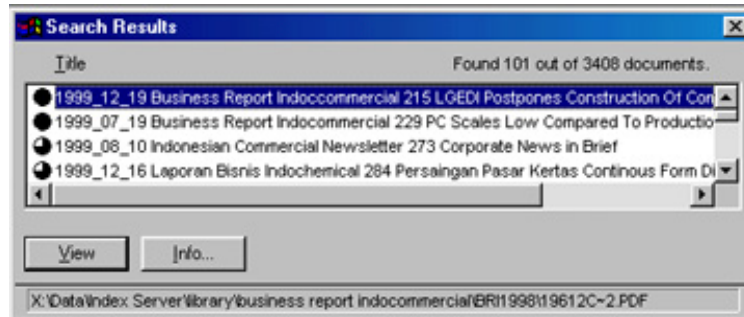 Search Results
Title Found 101 out of 3408 documents.
1999_12_19 Business Report Indoccommercial 215 LGEDI Postpones Construction Of Con
1999_07_19 Business Report Indocommercial 229 PC Scales Low Compared To Productio
1999_08_10 Indonesian Commercial Newsletter 273 Corporate News in Brief
1999_12_16 Laporan Bisnis Indochemical 284 Persaingan Pasar Kertas Continous Form Di
View Info...
X:\Data\Index Server\library\business report indocommercial\BRI1998\19612C~2.PDF